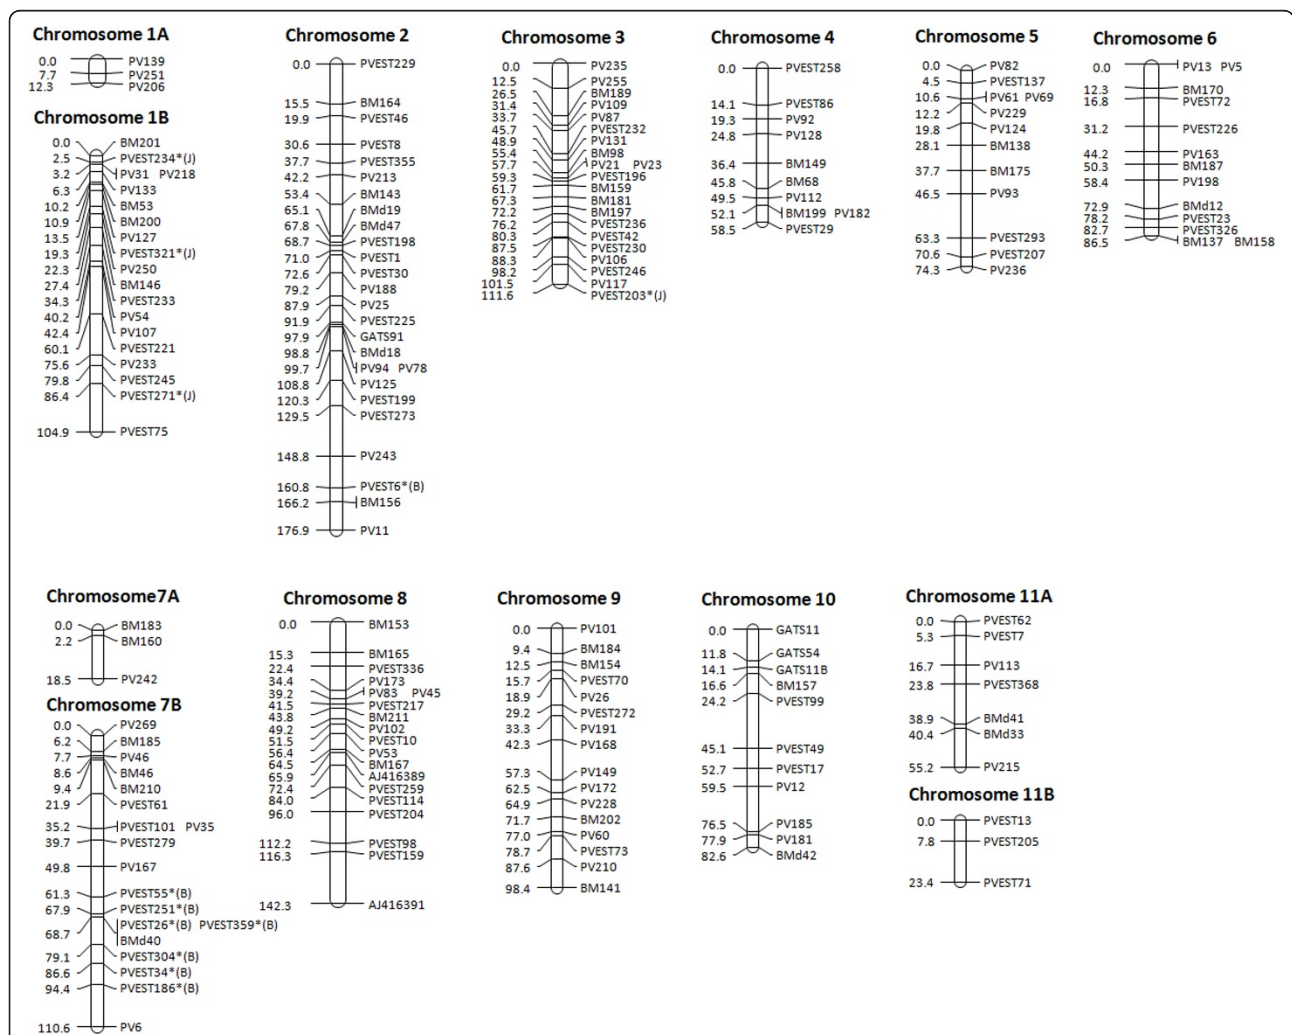 Chromosome 1A
0.0 PV139
7.7 PV251
12.3 PV206
Chromosome 1B
0.0 BM201
2.5 PVEST234*(J)
3.2 PV31 PV218
6.3 PV133
10.2 BM53
10.9 BM200
13.5 PV127
19.3 PVEST321*(J)
22.3 PV250
27.4 BM146
34.3 PVEST233
40.2 PV54
42.4 PV107
60.1 PVEST221
75.6 PV233
79.8 PVEST245
86.4 PVEST271*(J)
104.9 PVEST75
Chromosome 2
0.0 PVEST229
15.5 BM164
19.9 PVEST46
30.6 PVEST8
37.7 PVEST355
42.2 PV213
53.4 BM143
65.1 BMd19
67.8 BMd47
68.7 PVEST198
71.0 PVEST1
72.6 PVEST30
79.2 PV188
87.9 PV25
91.9 PVEST225
97.9 GATS91
98.8 BMd18
99.7 PV94 PV78
108.8 PV125
120.3 PVEST199
129.5 PVEST273
148.8 PV243
160.8 PVEST6*(B)
166.2 BM156
176.9 PV11
Chromosome 3
0.0 PV235
12.5 PV255
26.5 BM189
31.4 PV109
33.7 PV87
45.7 PVEST232
48.9 PV131
55.4 BM98
57.7 PV21 PV23
59.3 PVEST196
61.7 BM159
67.3 BM181
72.2 BM197
76.2 PVEST236
80.3 PVEST42
87.5 PVEST230
88.3 PV106
98.2 PVEST246
101.5 PV117
111.6 PVEST203*(J)
Chromosome 4
0.0 PVEST258
14.1 PVEST86
19.3 PV92
24.8 PV128
36.4 BM149
45.8 BM68
49.5 PV112
52.1 BM199 PV182
58.5 PVEST29
Chromosome 5
0.0 PV82
4.5 PVEST137
10.6 PV61 PV69
12.2 PV229
19.8 PV124
28.1 BM138
37.7 BM175
46.5 PV93
63.3 PVEST293
70.6 PVEST207
74.3 PV236
Chromosome 6
0.0 PV13 PV5
12.3 BM170
16.8 PVEST72
31.2 PVEST226
44.2 PV163
50.3 BM187
58.4 PV198
72.9 BMd12
78.2 PVEST23
82.7 PVEST326
86.5 BM137 BM158
Chromosome7A
0.0 BM183
2.2 BM160
18.5 PV242
Chromosome 7B
0.0 PV269
6.2 BM185
7.7 PV46
8.6 BM46
9.4 BM210
21.9 PVEST61
35.2 PVEST101 PV35
39.7 PVEST279
49.8 PV167
61.3 PVEST55*(B)
67.9 PVEST251*(B)
68.7 PVEST26*(B) PVEST359*(B)
BMd40
79.1 PVEST304*(B)
86.6 PVEST34*(B)
94.4 PVEST186*(B)
110.6 PV6
Chromosome 8
0.0 BM153
15.3 BM165
22.4 PVEST336
34.4 PV173
39.2 PV83 PV45
41.5 PVEST217
43.8 BM211
49.2 PV102
51.5 PVEST10
56.4 PV53
64.5 BM167
65.9 AJ416389
72.4 PVEST259
84.0 PVEST114
96.0 PVEST204
112.2 PVEST98
116.3 PVEST159
142.3 AJ416391
Chromosome 9
0.0 PV101
9.4 BM184
12.5 BM154
15.7 PVEST70
18.9 PV26
29.2 PVEST272
33.3 PV191
42.3 PV168
57.3 PV149
62.5 PV172
64.9 PV228
71.7 BM202
77.0 PV60
78.7 PVEST73
87.6 PV210
98.4 BM141
Chromosome 10
0.0 GATS11
11.8 GATS54
14.1 GATS11B
16.6 BM157
24.2 PVEST99
45.1 PVEST49
52.7 PVEST17
59.5 PV12
76.5 PV185
77.9 PV181
82.6 BMd42
Chromosome 11A
0.0 PVEST62
5.3 PVEST7
16.7 PV113
23.8 PVEST368
38.9 BMd41
40.4 BMd33
55.2 PV215
Chromosome 11B
0.0 PVEST13
7.8 PVEST205
23.4 PVEST71